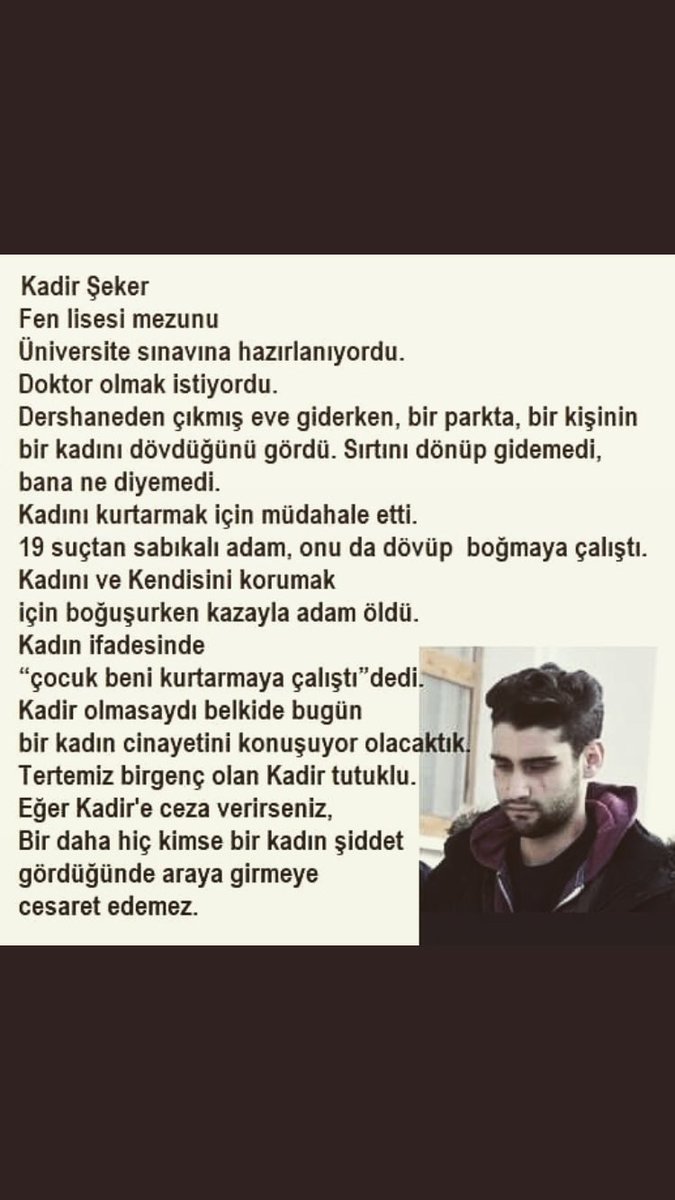 Kadir Şeker
Fen lisesi mezunu
Üniversite sınavına hazırlanıyordu.
Doktor olmak istiyordu.
Dershaneden çıkmış eve giderken, bir parkta, bir kişinin
bir kadını dövdüğünü gördü. Sırtını dönüp gidemedi,
bana ne diyemedi.
Kadını kurtarmak için müdahale etti.
19 suçtan sabıkalı adam, onu da dövüp  boğmaya çalıştı.
Kadını ve Kendisini korumak
için boğuşurken kazayla adam öldü.
Kadın ifadesinde
“çocuk beni kurtarmaya çalıştı”dedi.
Kadir olmasaydı belkide bugün
bir kadın cinayetini konuşuyor olacaktık.
Tertemiz birgenç olan Kadir tutuklu.
Eğer Kadir'e ceza verirseniz,
Bir daha hiç kimse bir kadın şiddet
gördüğünde araya girmeye
cesaret edemez.